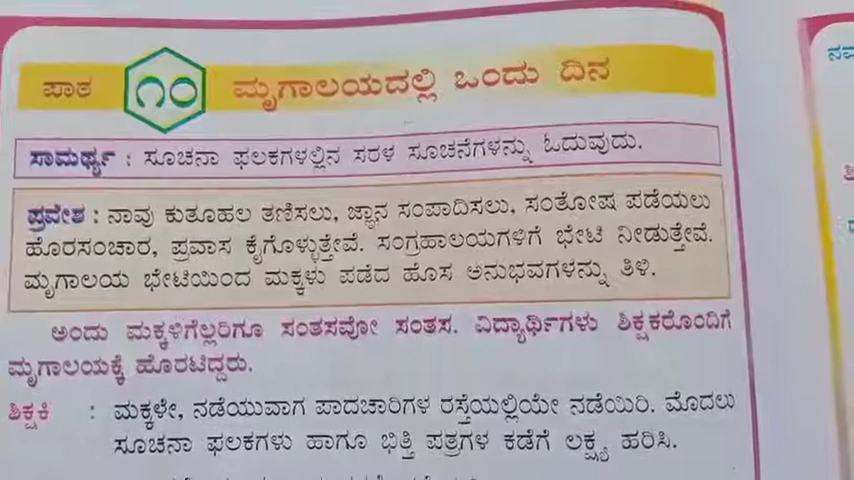 ಪಾಠ ೧೦ ಮೃಗಾಲಯದಲ್ಲಿ ಒಂದು ದಿನ
ಸಾಮರ್ಥ್ಯ : ಸೂಚನಾ ಫಲಕಗಳಲ್ಲಿನ ಸರಳ ಸೂಚನೆಗಳನ್ನು ಓದುವುದು.
ಪ್ರವೇಶ : ನಾವು ಕುತೂಹಲ ತಣಿಸಲು, ಜ್ಞಾನ ಸಂಪಾದಿಸಲು, ಸಂತೋಷ ಪಡೆಯಲು
ಹೊರಸಂಚಾರ, ಪ್ರವಾಸ ಕೈಗೊಳ್ಳುತ್ತೇವೆ. ಸಂಗ್ರಹಾಲಯಗಳಿಗೆ ಭೇಟಿ ನೀಡುತ್ತೇವೆ.
ಮೃಗಾಲಯ ಭೇಟಿಯಿಂದ ಮಕ್ಕಳು ಪಡೆದ ಹೊಸ ಅನುಭವಗಳನ್ನು ತಿಳಿ.
ಅಂದು ಮಕ್ಕಳಿಗೆಲ್ಲರಿಗೂ ಸಂತಸವೋ ಸಂತಸ. ವಿದ್ಯಾರ್ಥಿಗಳು ಶಿಕ್ಷಕರೊಂದಿಗೆ
ಮೃಗಾಲಯಕ್ಕೆ ಹೊರಟಿದ್ದರು.
ಶಿಕ್ಷಕಿ : ಮಕ್ಕಳೇ, ನಡೆಯುವಾಗ ಪಾದಚಾರಿಗಳ ರಸ್ತೆಯಲ್ಲಿಯೇ ನಡೆಯಿರಿ. ಮೊದಲು
ಸೂಚನಾ ಫಲಕಗಳು ಹಾಗೂ ಭಿತ್ತಿ ಪತ್ರಗಳ ಕಡೆಗೆ ಲಕ್ಷ್ಯ ಹರಿಸಿ.